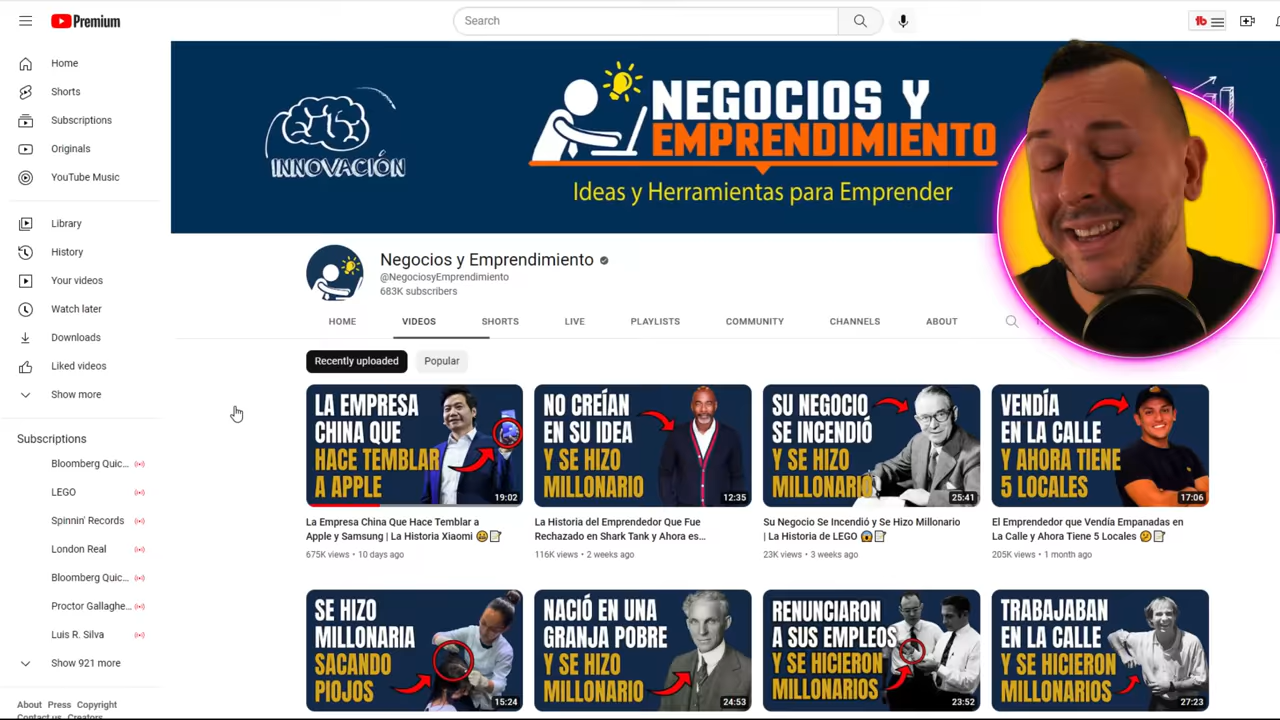 Premium
Search
tb
Home
Shorts
Subscriptions
Originals
YouTube Music
Library
History
Your videos
Watch later
Downloads
Liked videos
Show more
Subscriptions
Bloomberg Quic...
LEGO
Spinnin' Records
London Real
Bloomberg Quic...
Proctor Gallaghe...
Luis R. Silva
Show 921 more
About Press Copyright
Contact us Creators
INNOVACIÓN
NEGOCIOS Y
EMPRENDIMIENTO
Ideas y Herramientas para Emprender
Negocios y Emprendimiento
@NegociosyEmprendimiento
683K subscribers
HOME
VIDEOS
SHORTS
LIVE
PLAYLISTS
COMMUNITY
CHANNELS
ABOUT
Recently uploaded
Popular
LA EMPRESA
CHINA QUE
HACE TEMBLAR
A APPLE
19:02
La Empresa China Que Hace Temblar a
Apple y Samsung | La Historia Xiaomi 😩📝
675K views • 10 days ago
NO CREÍAN
EN SU IDEA
Y SE HIZO
MILLONARIO
12:35
La Historia del Emprendedor Que Fue
Rechazado en Shark Tank y Ahora es...
116K views • 2 weeks ago
SU NEGOCIO
SE INCENDIÓ
Y SE HIZO
MILLONARIO
25:41
Su Negocio Se Incendió y Se Hizo Millonario
| La Historia de LEGO 😱📝
23K views • 3 weeks ago
VENDÍA
EN LA CALLE
Y AHORA TIENE
5 LOCALES
17:06
El Emprendedor que Vendía Empanadas en
La Calle y Ahora Tiene 5 Locales 🤔📝
205K views • 1 month ago
SE HIZO
MILLONARIA
SACANDO
PIOJOS
15:24
NACIÓ EN UNA
GRANJA POBRE
Y SE HIZO
MILLONARIO
24:53
RENUNCIARON
A SUS EMPLEOS
Y SE HICIERON
MILLONARIOS
23:52
TRABAJABAN
EN LA CALLE
Y SE HICIERON
MILLONARIOS
27:23